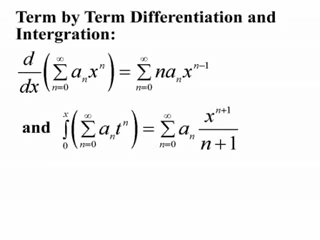 Term by Term Differentiation and
Intergration:
d/dx (∑_{n=0}^{∞} a_n x^n) = ∑_{n=0}^{∞} n a_n x^{n−1}
and ∫_0^x (∑_{n=0}^{∞} a_n t^n) = ∑_{n=0}^{∞} a_n x^{n+1}/n+1